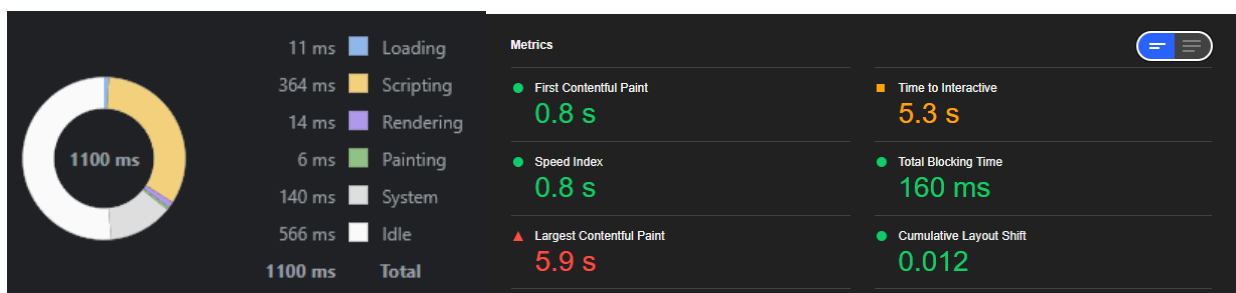 1100 ms
11 ms Loading
364 ms Scripting
14 ms Rendering
6 ms Painting
140 ms System
566 ms Idle
1100 ms Total
Metrics
First Contentful Paint
0.8 s
Time to Interactive
5.3 s
Speed Index
0.8 s
Total Blocking Time
160 ms
Largest Contentful Paint
5.9 s
Cumulative Layout Shift
0.012